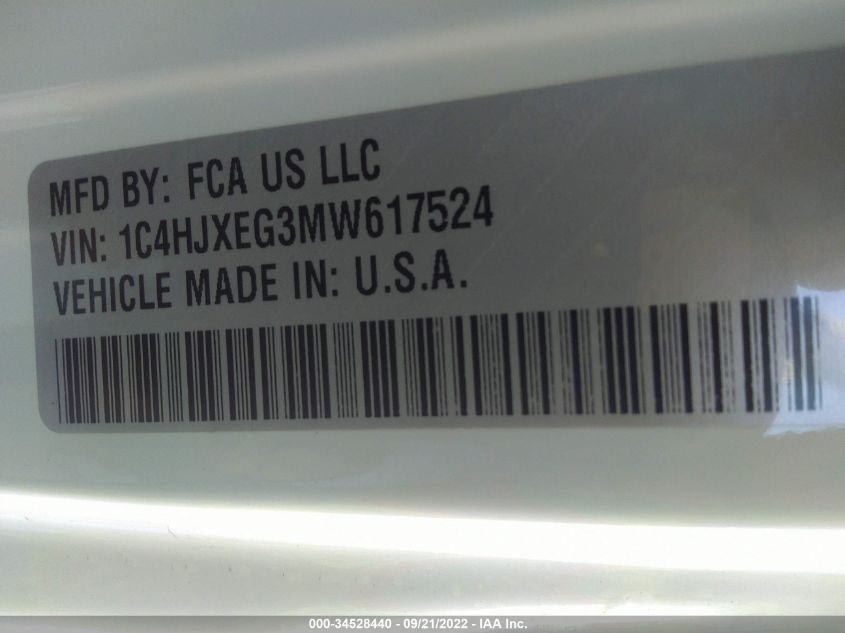 MFD BY: FCA US LLC
VIN: 1C4HJXEG3MW617524
VEHICLE MADE IN: U.S.A.
000-34528440 - 09/21/2022 - IAA Inc.